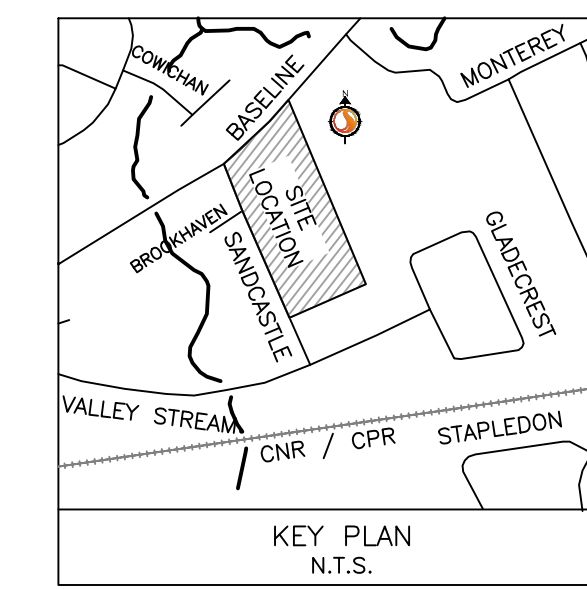 COWICHAN
BASELINE
MONTEREY
N
SITE
LOCATION
BROOKHAVEN
SANDCASTLE
GLADECREST
VALLEY STREAM
CNR / CPR
STAPLEDON
KEY PLAN
N.T.S.